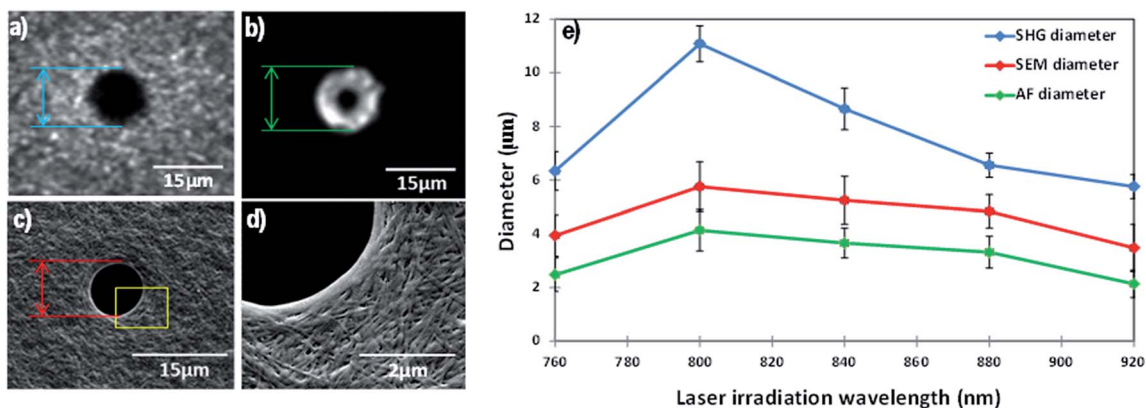 a)
15µm
b)
15µm
c)
15µm
d)
2µm
e)
SHG diameter
SEM diameter
AF diameter
Diameter (µm)
12
10
8
6
4
2
0
760 780 800 820 840 860 880 900 920
Laser irradiation wavelength (nm)